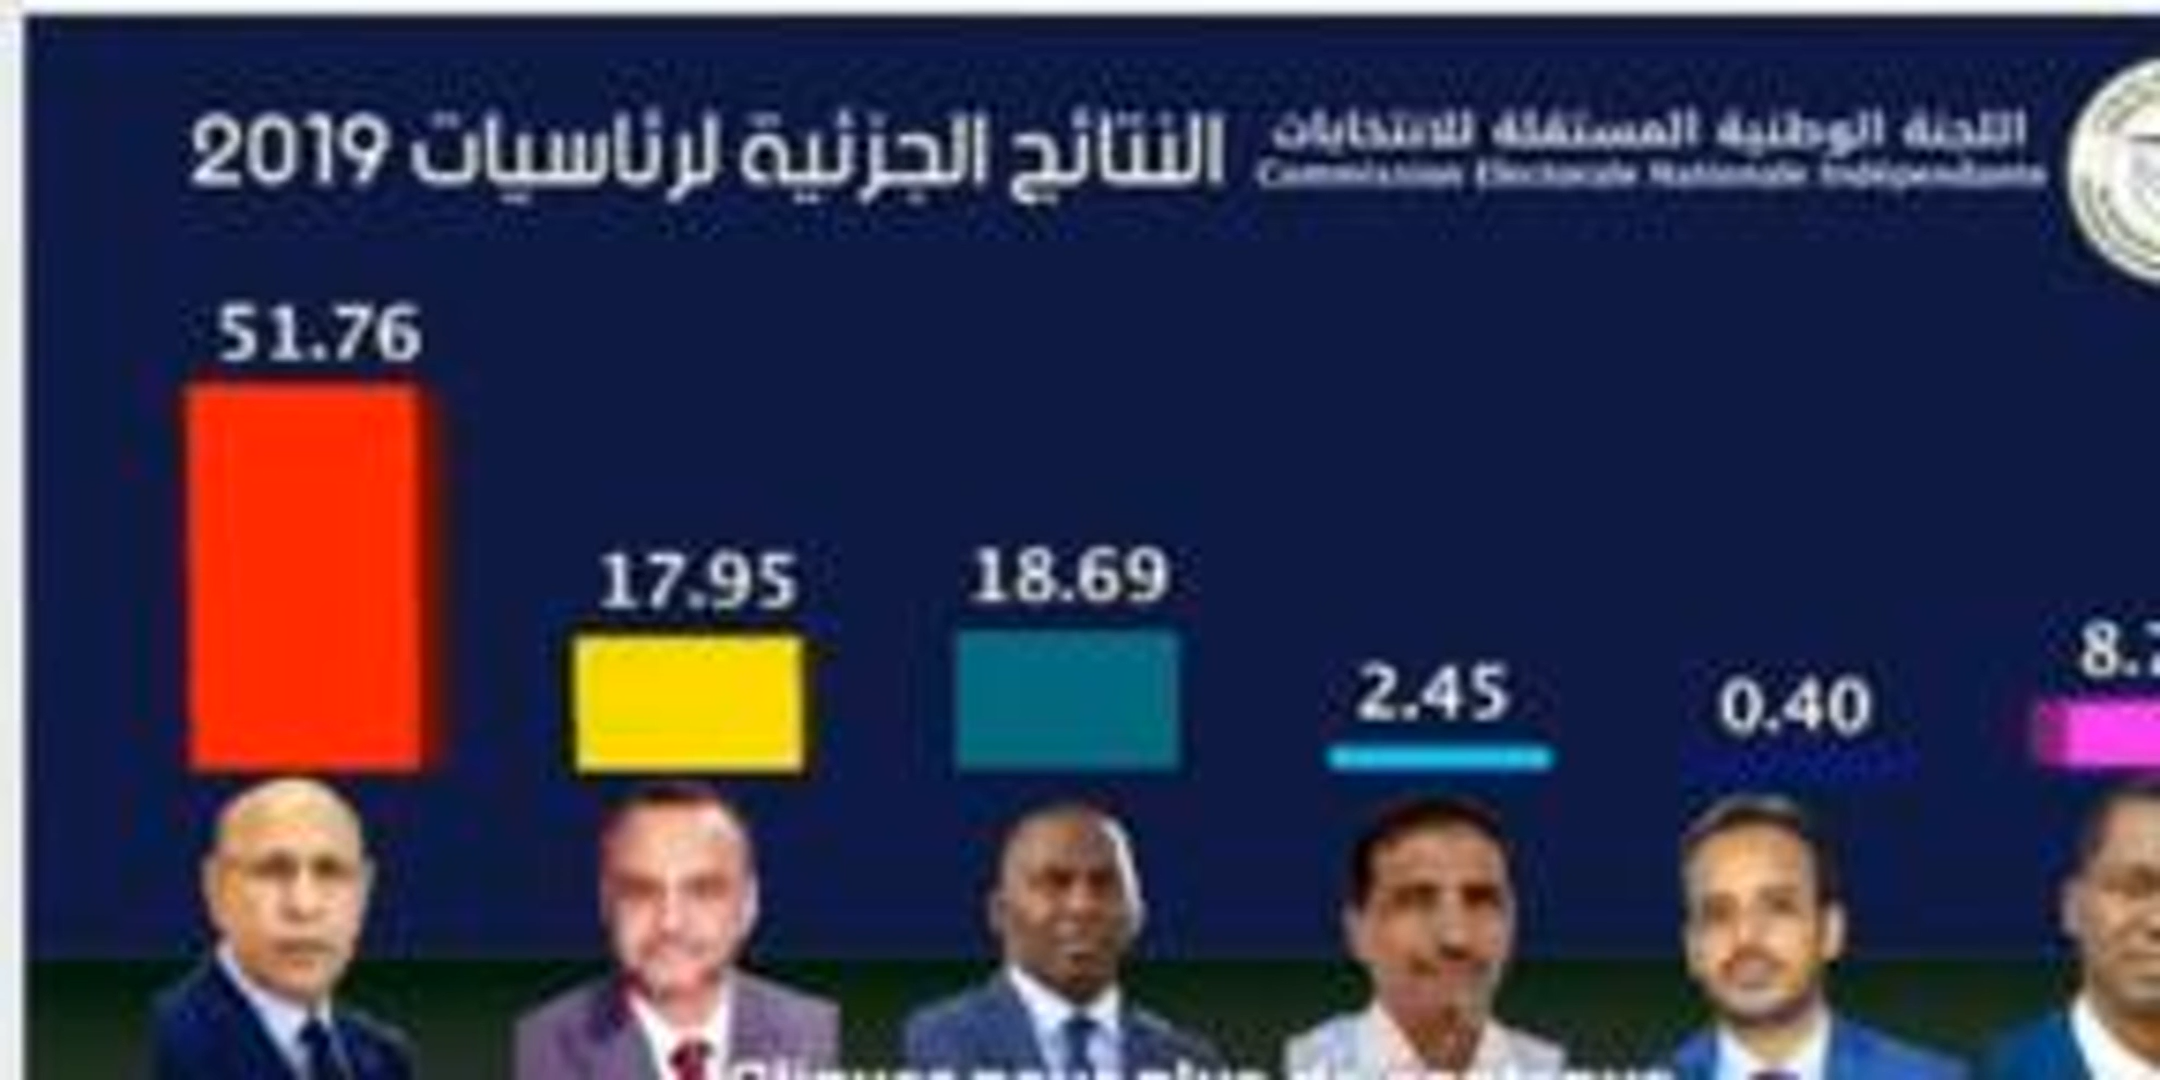 اللجنة الوطنية المستقلة للانتخابات
Commission Electorale Nationale Indépendante
النتائج الجزئية لرئاسيات 2019
51.76
17.95
18.69
2.45
0.40
8.